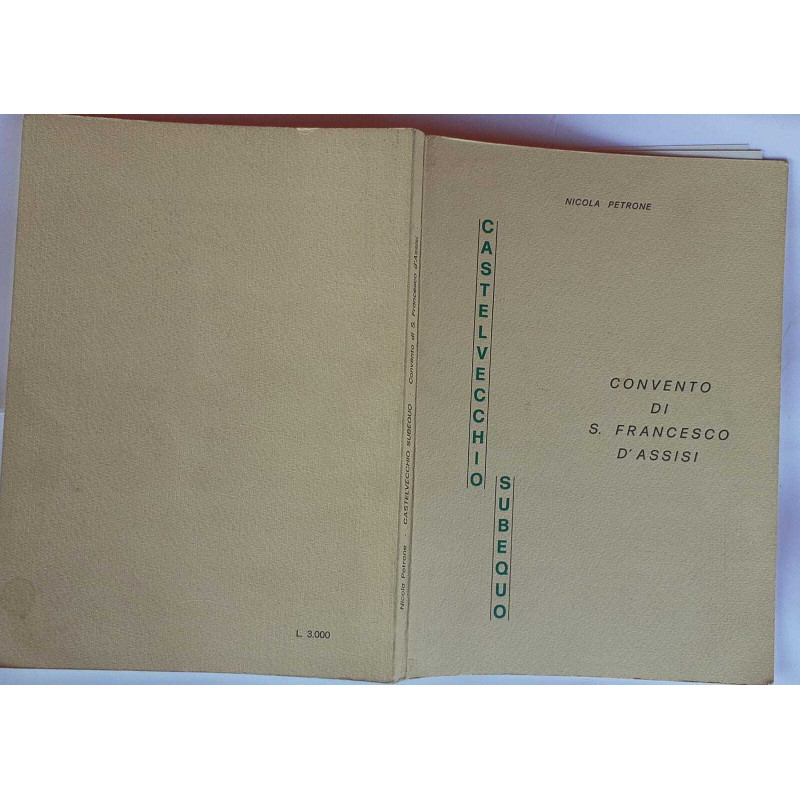 NICOLA PETRONE
CASTELVECCHIO
SUBEQUO
CONVENTO
DI
S. FRANCESCO
D'ASSISI
Nicola Petrone · CASTELVECCHIO SUBEQUO · Convento di S. Francesco d'Assisi
L. 3.000